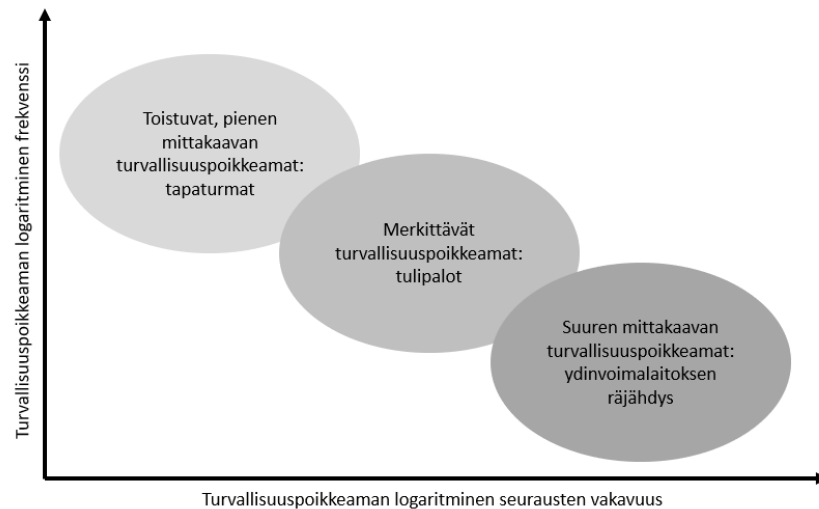 Turvallisuuspoikkeaman logaritminen frekvenssi
Toistuvat, pienen
mittakaavan
turvallisuuspoikkeamat:
tapaturmat
Merkittävät
turvallisuuspoikkeamat:
tulipalot
Suuren mittakaavan
turvallisuuspoikkeamat:
ydinvoimalaitoksen
räjähdys
Turvallisuuspoikkeaman logaritminen seurausten vakavuus